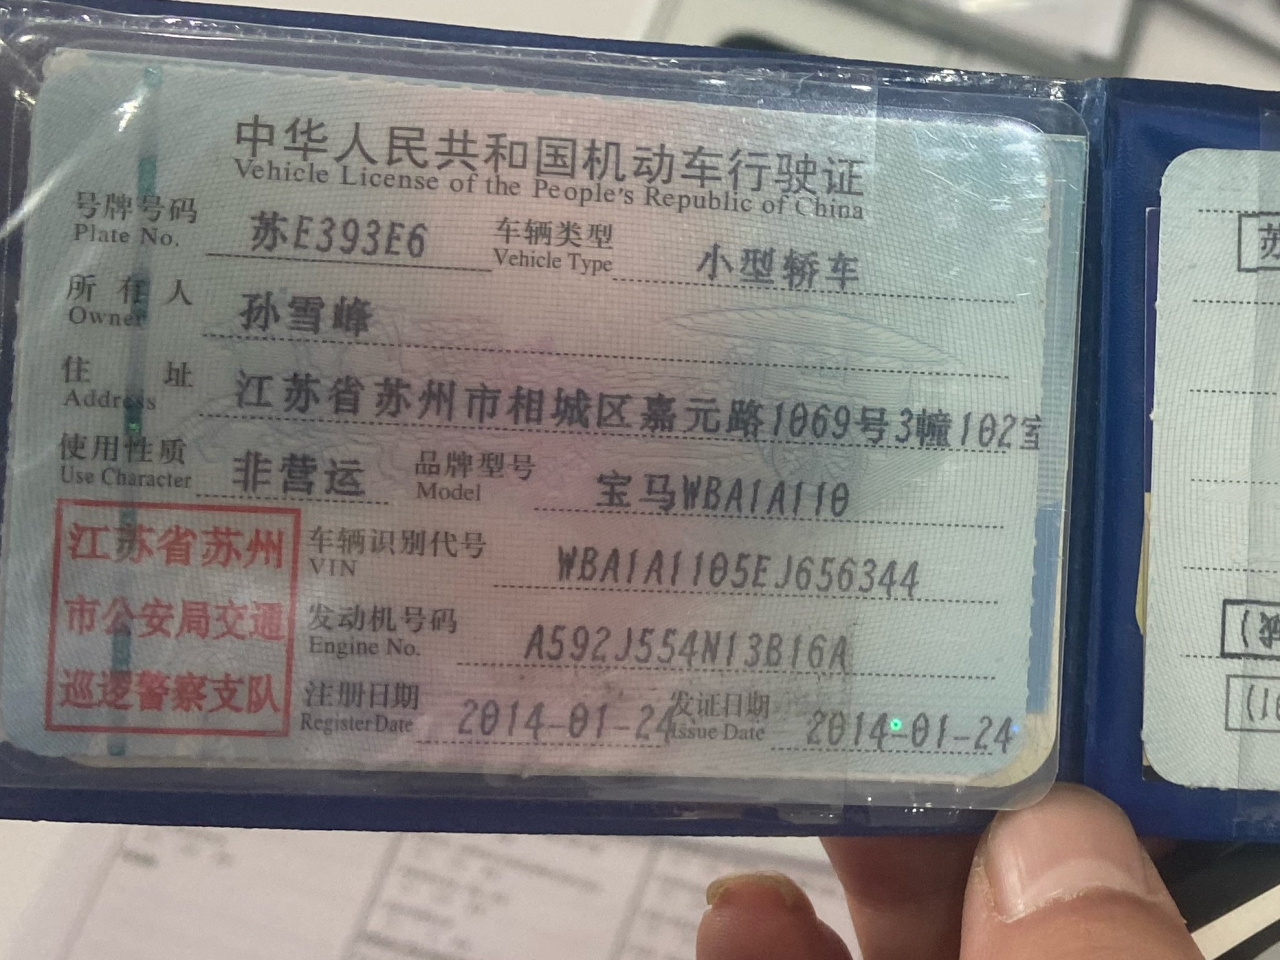 中华人民共和国机动车行驶证
Vehicle License of the People's Republic of China
号牌号码 苏E393E6 车辆类型 小型轿车
Plate No. Vehicle Type
所有人 孙雪峰
Owner
住址 江苏省苏州市相城区嘉元路1069号3幢102室
Address
使用性质 非营运 品牌型号 宝马WBA1A110
Use Character Model
江苏省苏州
市公安局交通
巡逻警察支队
车辆识别代号 WBA1A1105EJ656344
VIN
发动机号码 A592J554N13B16A
Engine No.
注册日期 2014-01-24 发证日期 2014-01-24
Register Date Issue Date
苏